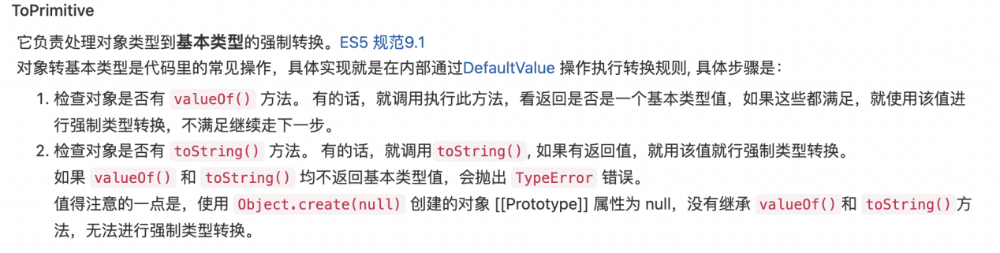 ToPrimitive
它负责处理对象类型到基本类型的强制转换。ES5 规范9.1
对象转基本类型是代码里的常见操作，具体实现就是在内部通过DefaultValue 操作执行转换规则, 具体步骤是：
1. 检查对象是否有 valueOf() 方法。 有的话，就调用执行此方法，看返回是否是一个基本类型值，如果这些都满足，就使用该值进
行强制类型转换，不满足继续走下一步。
2. 检查对象是否有 toString() 方法。 有的话，就调用toString(), 如果有返回值，就用该值就行强制类型转换。
如果 valueOf() 和 toString() 均不返回基本类型值，会抛出 TypeError 错误。
值得注意的一点是，使用 Object.create(null) 创建的对象 [[Prototype]] 属性为 null，没有继承 valueOf()和 toString()方
法，无法进行强制类型转换。